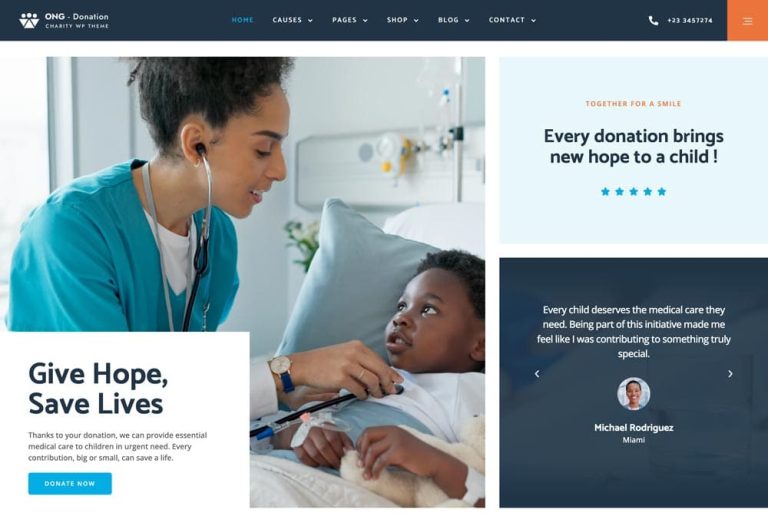 ONG - Donation
CHARITY WP THEME
HOME
CAUSES
PAGES
SHOP
BLOG
CONTACT
+23 3457274
TOGETHER FOR A SMILE
Every donation brings
new hope to a child !
Give Hope,
Save Lives
Thanks to your donation, we can provide essential
medical care to children in urgent need. Every
contribution, big or small, can save a life.
DONATE NOW
Every child deserves the medical care they
need. Being part of this initiative made me
feel like I was contributing to something truly
special.
Michael Rodriguez
Miami